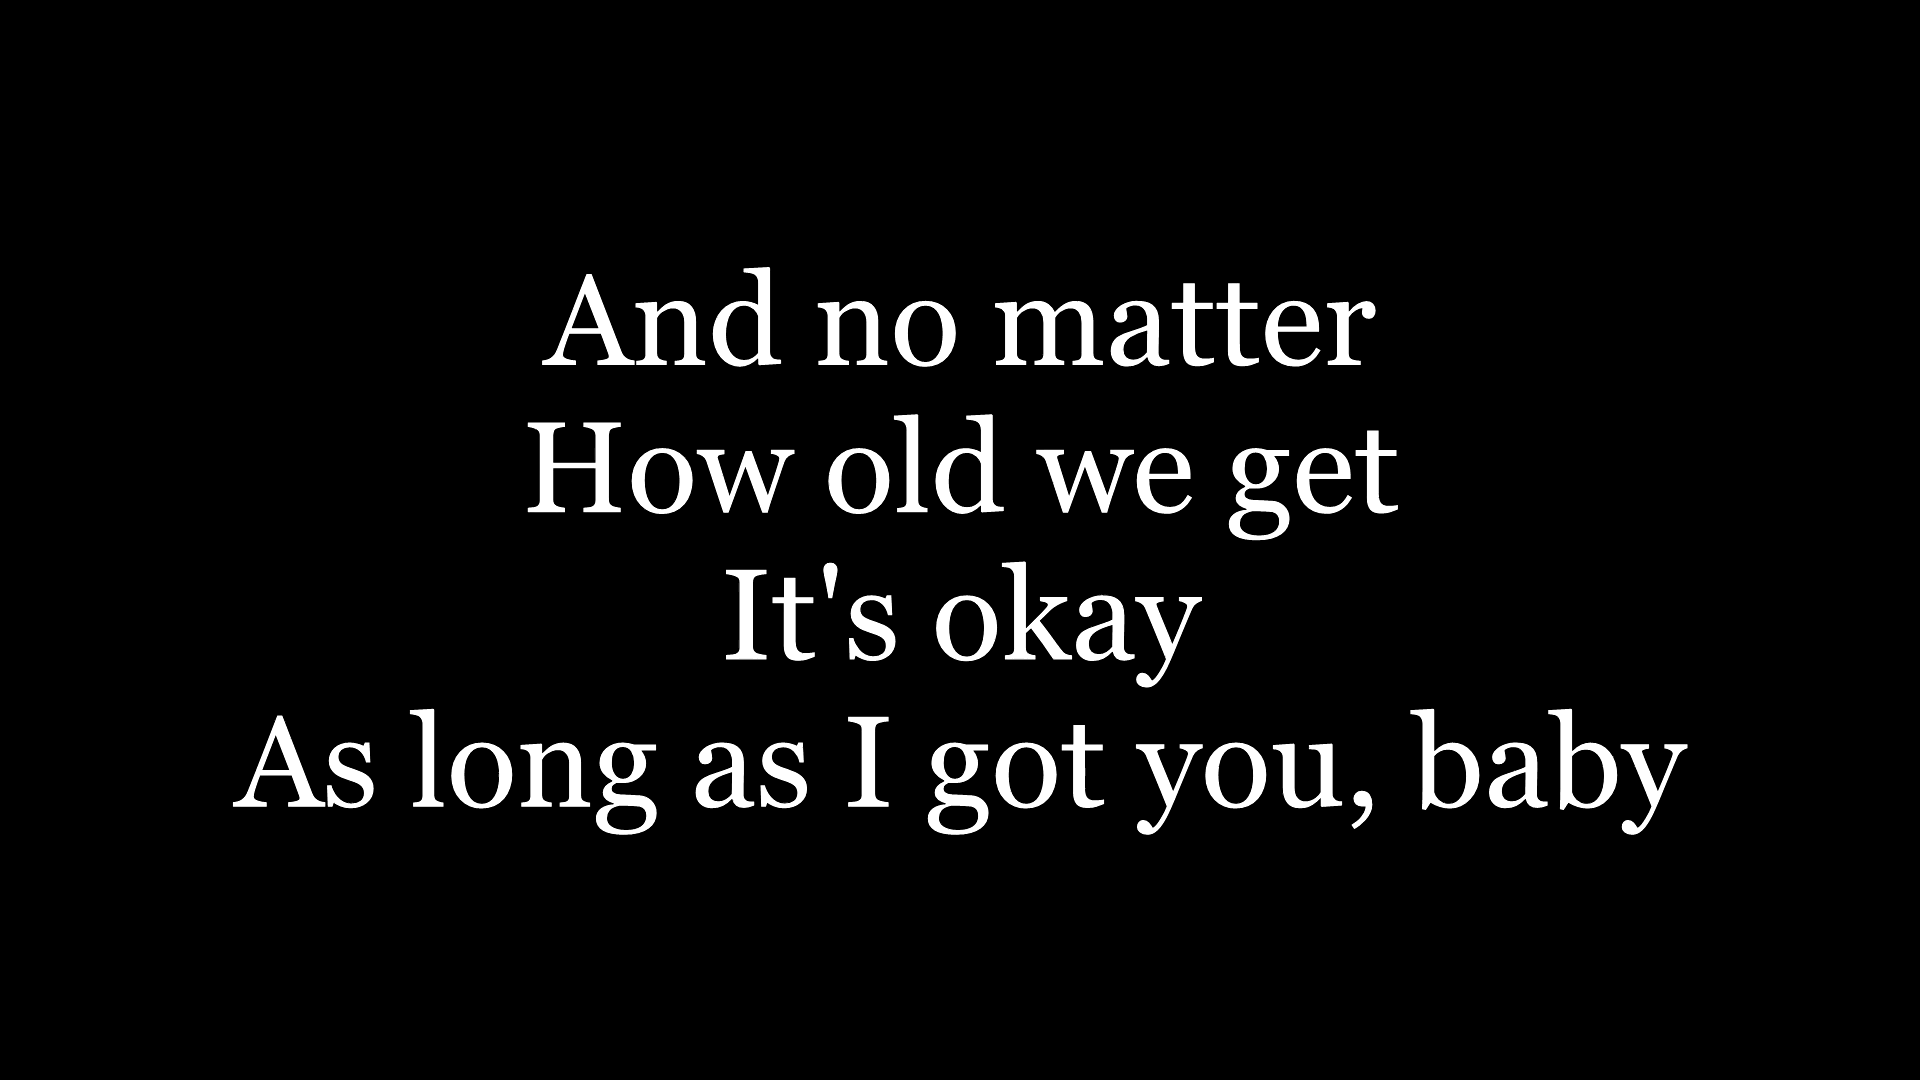 And no matter
How old we get
It's okay
As long as I got you, baby